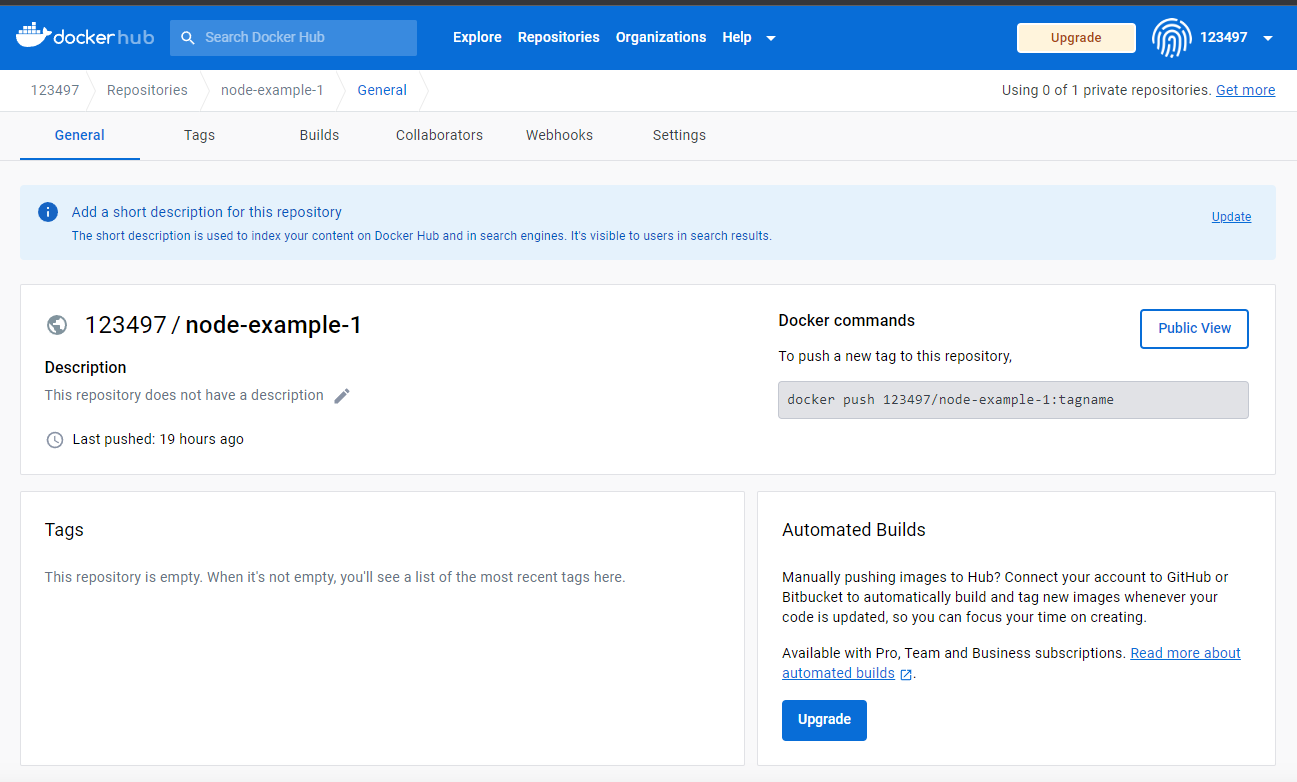 docker hub
Search Docker Hub
Explore Repositories Organizations Help
Upgrade
123497
123497 Repositories node-example-1 General
Using 0 of 1 private repositories. Get more
General Tags Builds Collaborators Webhooks Settings
Add a short description for this repository
The short description is used to index your content on Docker Hub and in search engines. It's visible to users in search results.
Update
123497 / node-example-1
Description
This repository does not have a description
Last pushed: 19 hours ago
Docker commands
Public View
To push a new tag to this repository,
docker push 123497/node-example-1:tagname
Tags
This repository is empty. When it's not empty, you'll see a list of the most recent tags here.
Automated Builds
Manually pushing images to Hub? Connect your account to GitHub or
Bitbucket to automatically build and tag new images whenever your
code is updated, so you can focus your time on creating.
Available with Pro, Team and Business subscriptions. Read more about
automated builds .
Upgrade